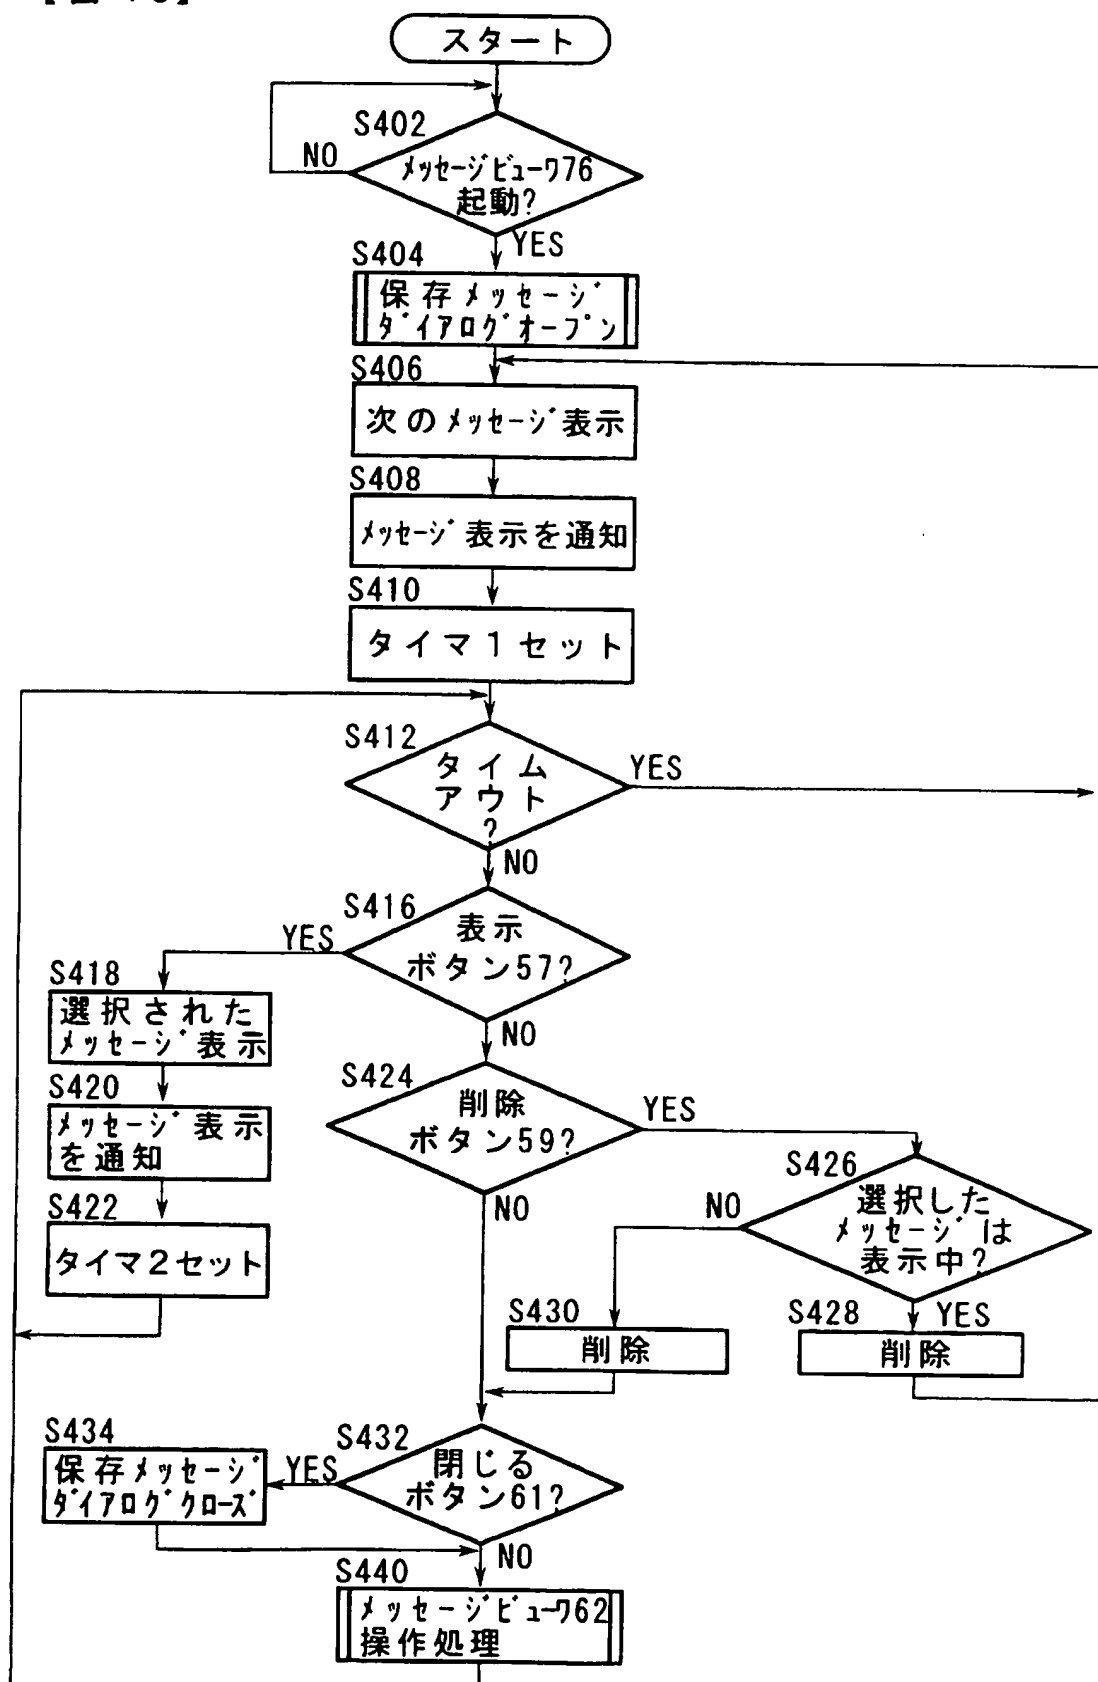 スタート
S402
NO
メッセージビューワ76
起動?
YES
S404
保存メッセージ
ダイアログオープン
S406
次のメッセージ表示
S408
メッセージ表示を通知
S410
タイマ1セット
S412
タイム
アウト
?
YES
NO
S416
表示
ボタン57?
YES
NO
S418
選択された
メッセージ表示
S420
メッセージ表示
を通知
S422
タイマ2セット
S424
削除
ボタン59?
YES
NO
S426
選択した
メッセージは
表示中?
NO
YES
S430
削除
S428
削除
S432
閉じる
ボタン61?
YES
NO
S434
保存メッセージ
ダイアログクローズ
S440
メッセージビューワ62
操作処理